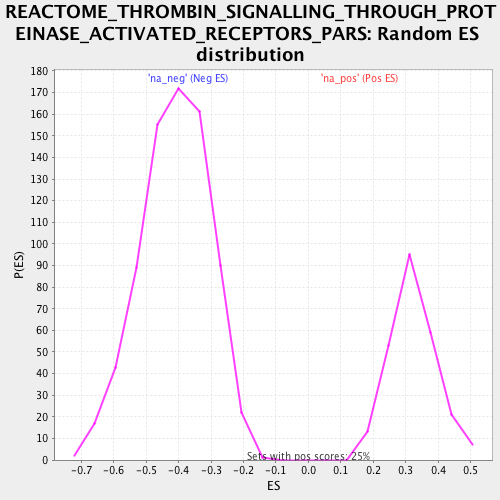 REACTOME_THROMBIN_SIGNALLING_THROUGH_PROT
EINASE_ACTIVATED_RECEPTORS_PARS: Random ES
distribution
'na_neg' (Neg ES) 'na_pos' (Pos ES)
180
170
160
150
140
130
120
110
100
90
80
70
60
50
40
30
20
10
0
P(ES)
Sets with pos scores: 25%
-0.7 -0.6 -0.5 -0.4 -0.3 -0.2 -0.1 0.0 0.1 0.2 0.3 0.4 0.5
ES